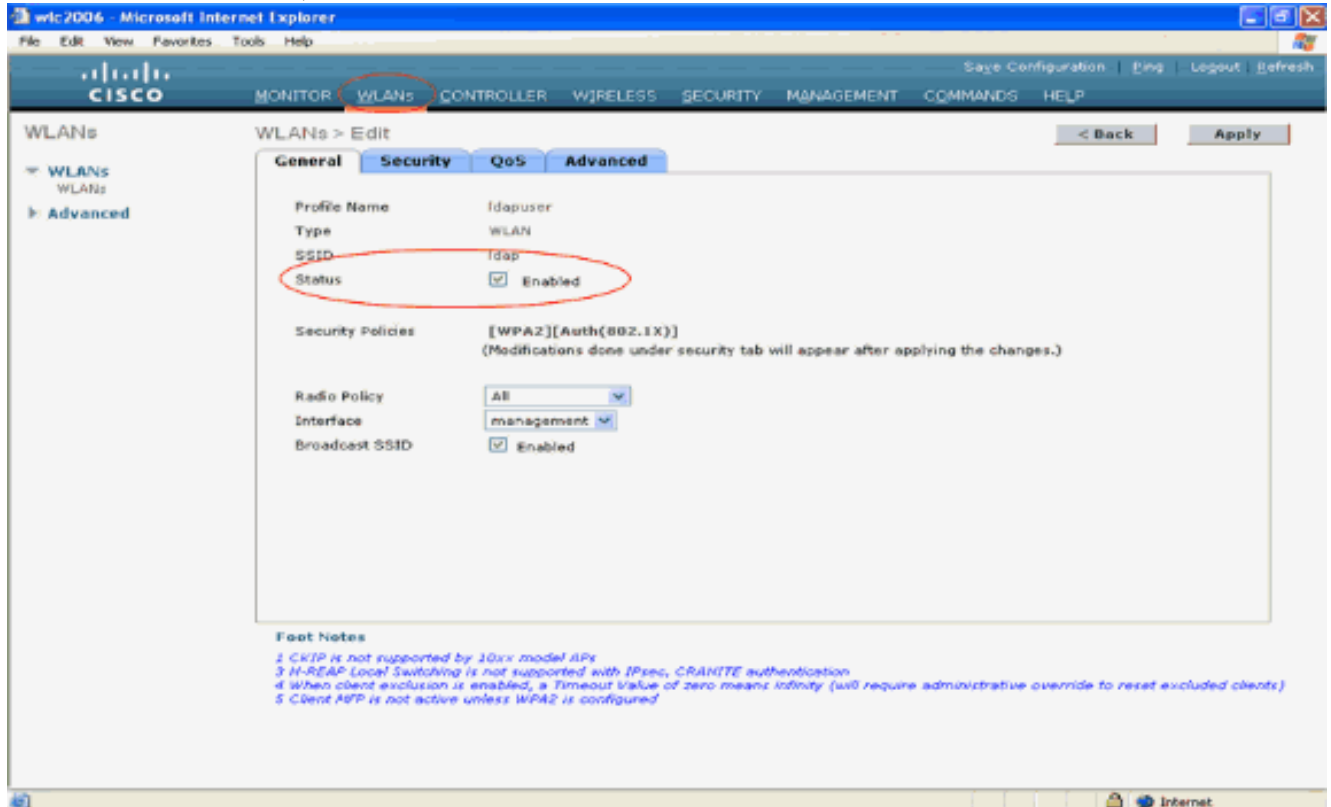 wlc2006 - Microsoft Internet Explorer
File Edit View Favorites Tools Help
Save Configuration | Ping | Logout | Refresh
CISCO
MONITOR WLANs CONTROLLER WIRELESS SECURITY MANAGEMENT COMMANDS HELP
WLANs
WLANs > Edit
< Back
Apply
WLANs
WLANs
Advanced
General Security QoS Advanced
Profile Name ldapuser
Type WLAN
SSID ldap
Status Enabled
Security Policies [WPA2][Auth(802.1X)]
(Modifications done under security tab will appear after applying the changes.)
Radio Policy All
Interface management
Broadcast SSID Enabled
Foot Notes
1 CKIP is not supported by 10xx model APs
3 H-REAP Local Switching is not supported with IPsec, CRANITE authentication
4 When client exclusion is enabled, a Timeout Value of zero means infinity (will require administrative override to reset excluded clients)
5 Client MFP is not active unless WPA2 is configured
Internet